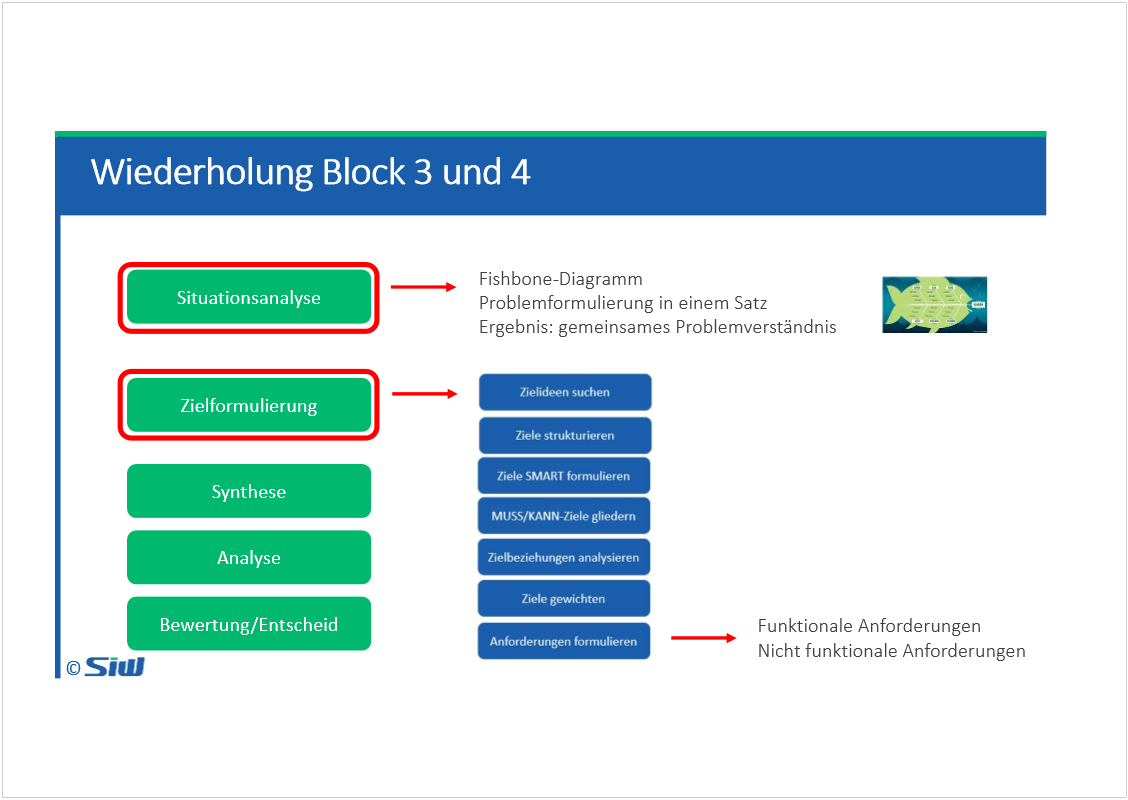 Wiederholung Block 3 und 4
Situationsanalyse
Fishbone-Diagramm
Problemformulierung in einem Satz
Ergebnis: gemeinsames Problemverständnis
Zielformulierung
Zielideen suchen
Ziele strukturieren
Ziele SMART formulieren
MUSS/KANN-Ziele gliedern
Zielbeziehungen analysieren
Ziele gewichten
Anforderungen formulieren
Funktionale Anforderungen
Nicht funktionale Anforderungen
Synthese
Analyse
Bewertung/Entscheid
© SIW